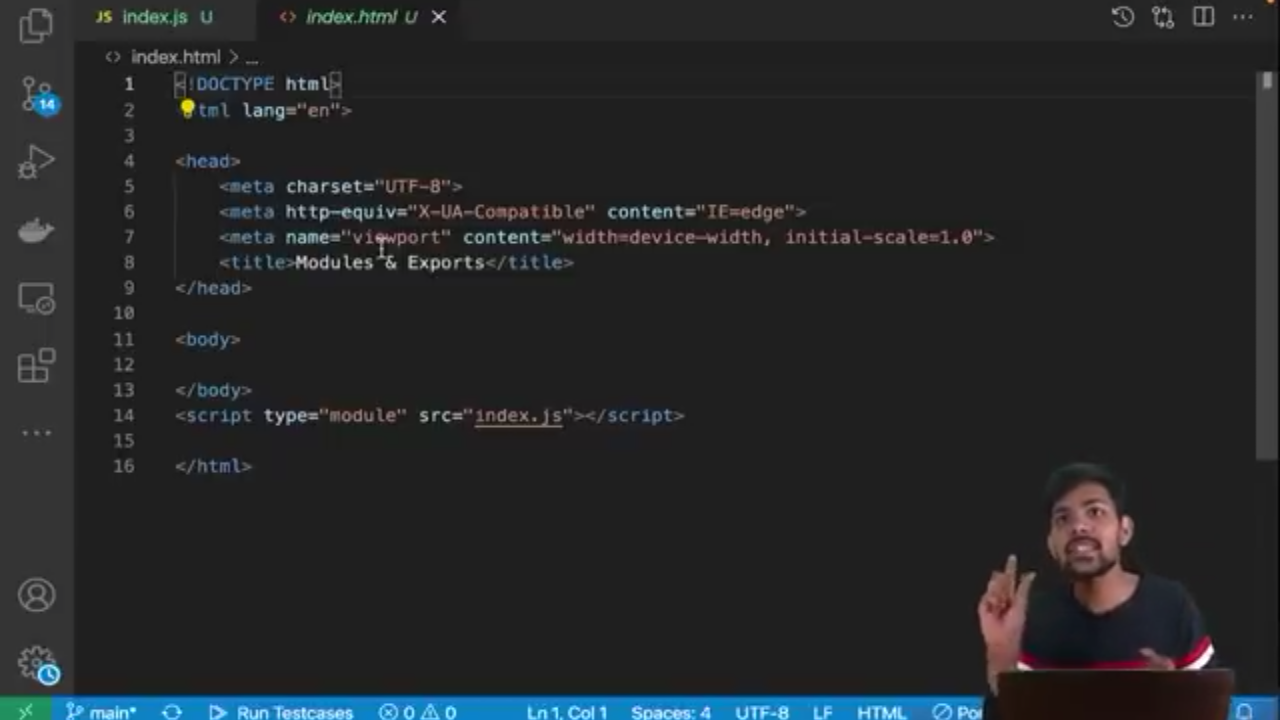 JS index.js U
<> index.html U
<> index.html > ...
14
1 <!DOCTYPE html>
2 tml lang="en">
3
4 <head>
5 <meta charset="UTF-8">
6 <meta http-equiv="X-UA-Compatible" content="IE=edge">
7 <meta name="viewport" content="width=device-width, initial-scale=1.0">
8 <title>Modules & Exports</title>
9 </head>
10
11 <body>
12
13 </body>
14 <script type="module" src="index.js"></script>
15
16 </html>
main* Run Testcases 0 0 Ln 1, Col 1 Spaces: 4 UTF-8 LF HTML